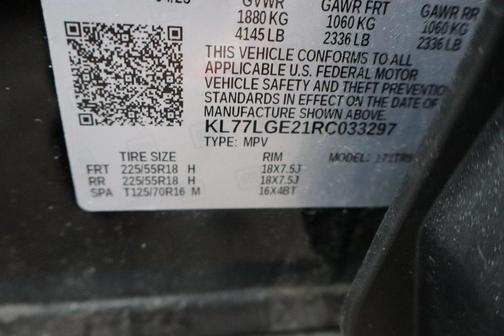 GVWR GAWR FRT GAWR RR
1880 KG 1060 KG 1060 KG
4145 LB 2336 LB 2336 LB
THIS VEHICLE CONFORMS TO ALL
APPLICABLE U.S. FEDERAL MOTOR
VEHICLE SAFETY AND THEFT PREVENTION
STANDARDS IN EFFECT ON THE DATE OF
MANUFACTURE SHOWN ABOVE.
KL77LGE21RC033297
TYPE: MPV MODEL:
TIRE SIZE RIM
FRT 225/55R18 H 18X7.5J
RR 225/55R18 H 18X7.5J
SPA T125/70R16 M 16X4BT